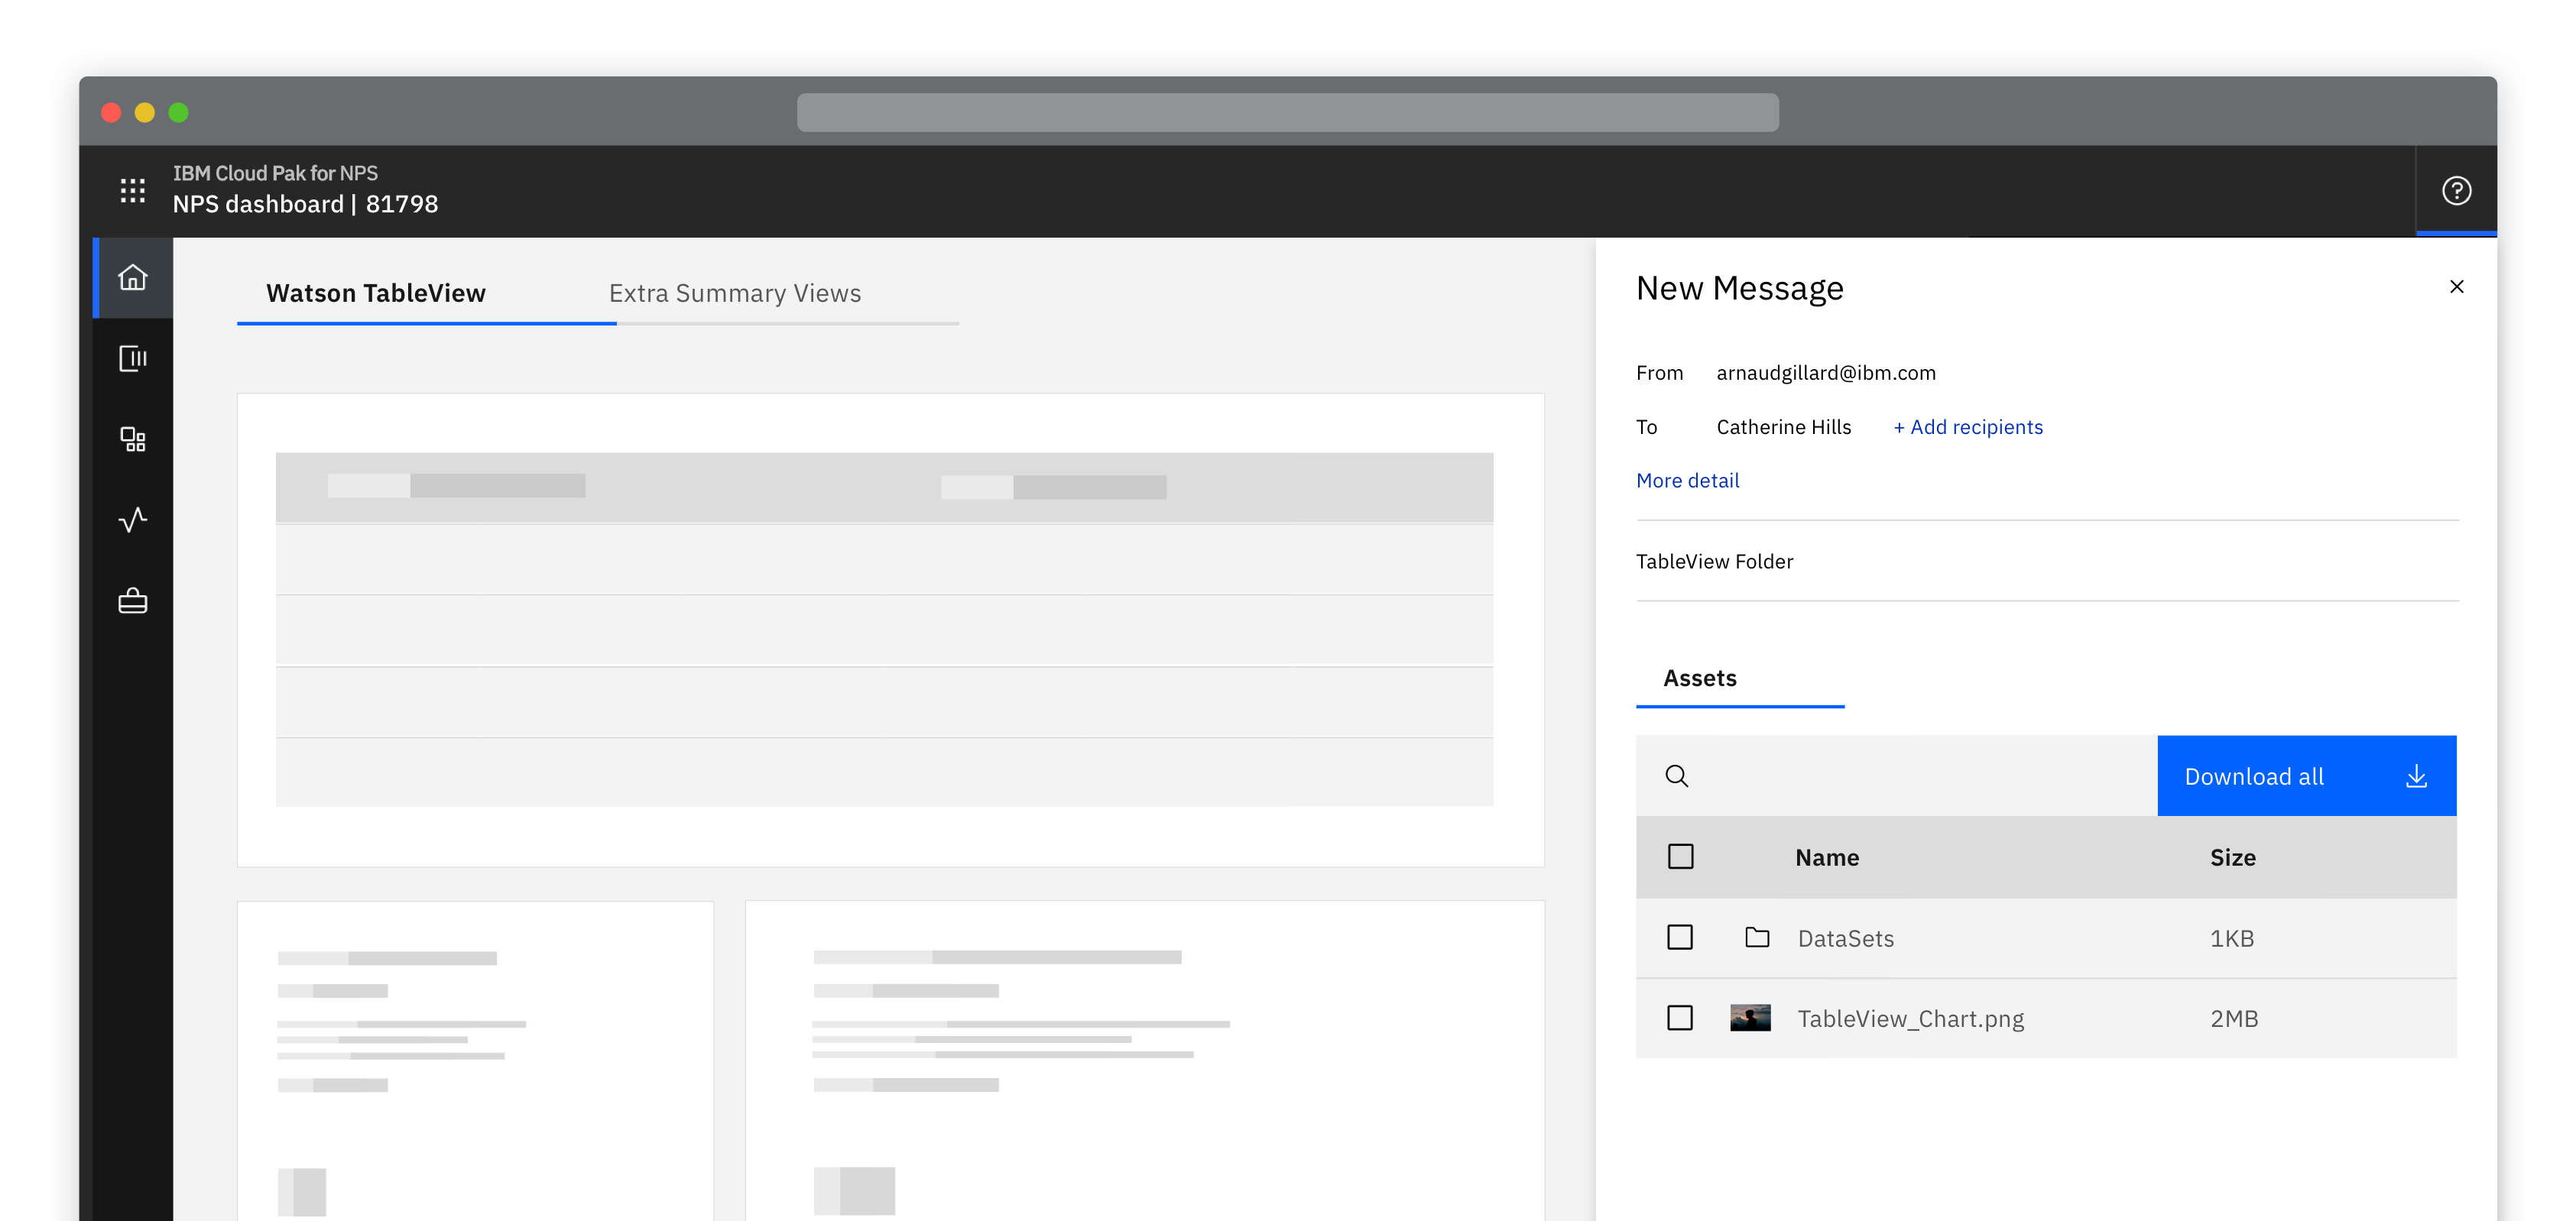 IBM Cloud Pak for NPS
NPS dashboard | 81798
Watson TableView
Extra Summary Views
New Message
From arnaudgillard@ibm.com
To Catherine Hills + Add recipients
More detail
TableView Folder
Assets
Download all
Name Size
DataSets 1KB
TableView_Chart.png 2MB